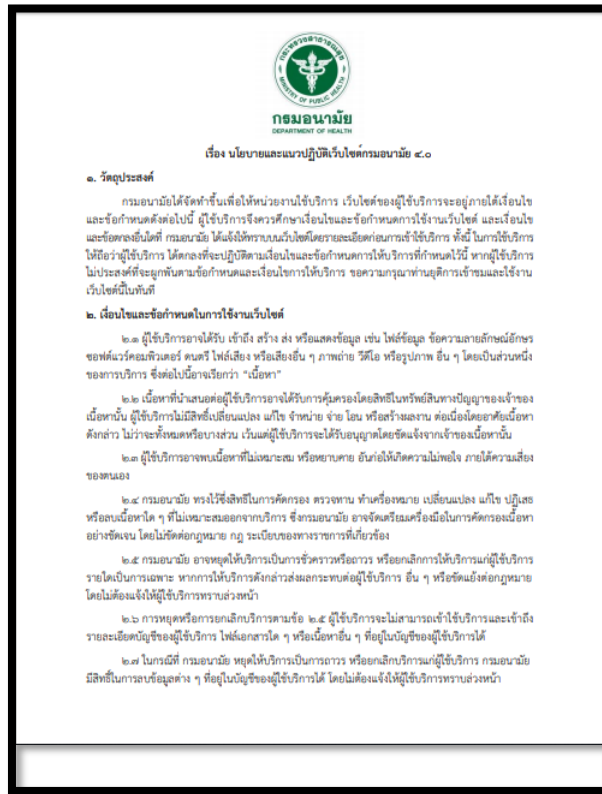 กระทรวงสาธารณสุข
MINISTRY OF PUBLIC HEALTH
กรมอนามัย
DEPARTMENT OF HEALTH
เรื่อง นโยบายและแนวปฏิบัติเว็บไซต์กรมอนามัย ๔.๐
๑. วัตถุประสงค์
กรมอนามัยได้จัดทำขึ้นเพื่อให้หน่วยงานใช้บริการ เว็บไซต์ของผู้ใช้บริการจะอยู่ภายใต้เงื่อนไข
และข้อกำหนดดังต่อไปนี้ ผู้ใช้บริการจึงควรศึกษาเงื่อนไขและข้อกำหนดการใช้งานเว็บไซต์ และเงื่อนไข
และข้อตกลงอื่นใดที่ กรมอนามัย ได้แจ้งให้ทราบบนเว็บไซต์โดยรายละเอียดก่อนการเข้าใช้บริการ ทั้งนี้ ในการใช้บริการ
ให้ถือว่าผู้ใช้บริการ ได้ตกลงที่จะปฏิบัติตามเงื่อนไขและข้อกำหนดการให้บริการที่กำหนดไว้นี้ หากผู้ใช้บริการ
ไม่ประสงค์ที่จะผูกพันตามข้อกำหนดและเงื่อนไขการให้บริการ ขอความกรุณาท่านยุติการเข้าชมและใช้งาน
เว็บไซต์นี้ในทันที
๒. เงื่อนไขและข้อกำหนดในการใช้งานเว็บไซต์
๒.๑ ผู้ใช้บริการอาจได้รับ เข้าถึง สร้าง ส่ง หรือแสดงข้อมูล เช่น ไฟล์ข้อมูล ข้อความลายลักษณ์อักษร
ซอฟต์แวร์คอมพิวเตอร์ ดนตรี ไฟล์เสียง หรือเสียงอื่น ๆ ภาพถ่าย วีดีโอ หรือรูปภาพ อื่น ๆ โดยเป็นส่วนหนึ่ง
ของการบริการ ซึ่งต่อไปนี้อาจเรียกว่า “เนื้อหา”
๒.๒ เนื้อหาที่นำเสนอต่อผู้ใช้บริการอาจได้รับการคุ้มครองโดยสิทธิในทรัพย์สินทางปัญญาของเจ้าของ
เนื้อหานั้น ผู้ใช้บริการไม่มีสิทธิ์เปลี่ยนแปลง แก้ไข จำหน่าย จ่าย โอน หรือสร้างผลงาน ต่อเนื่องโดยอาศัยเนื้อหา
ดังกล่าว ไม่ว่าจะทั้งหมดหรือบางส่วน เว้นแต่ผู้ใช้บริการจะได้รับอนุญาตโดยชัดแจ้งจากเจ้าของเนื้อหานั้น
๒.๓ ผู้ใช้บริการอาจพบเนื้อหาที่ไม่เหมาะสม หรือหยาบคาย อันก่อให้เกิดความไม่พอใจ ภายใต้ความเสี่ยง
ของตนเอง
๒.๔ กรมอนามัย ทรงไว้ซึ่งสิทธิในการคัดกรอง ตรวจทาน ทำเครื่องหมาย เปลี่ยนแปลง แก้ไข ปฏิเสธ
หรือลบเนื้อหาใด ๆ ที่ไม่เหมาะสมออกจากบริการ ซึ่งกรมอนามัย อาจจัดเตรียมเครื่องมือในการคัดกรองเนื้อหา
อย่างชัดเจน โดยไม่ขัดต่อกฎหมาย กฎ ระเบียบของทางราชการที่เกี่ยวข้อง
๒.๕ กรมอนามัย อาจหยุดให้บริการเป็นการชั่วคราวหรือถาวร หรือยกเลิกการให้บริการแก่ผู้ใช้บริการ
รายใดเป็นการเฉพาะ หากการให้บริการดังกล่าวส่งผลกระทบต่อผู้ใช้บริการ อื่น ๆ หรือขัดแย้งต่อกฎหมาย
โดยไม่ต้องแจ้งให้ผู้ใช้บริการทราบล่วงหน้า
๒.๖ การหยุดหรือการยกเลิกบริการตามข้อ ๒.๕ ผู้ใช้บริการจะไม่สามารถเข้าใช้บริการและเข้าถึง
รายละเอียดบัญชีของผู้ใช้บริการ ไฟล์เอกสารใด ๆ หรือเนื้อหาอื่น ๆ ที่อยู่ในบัญชีของผู้ใช้บริการได้
๒.๗ ในกรณีที่ กรมอนามัย หยุดให้บริการเป็นการถาวร หรือยกเลิกบริการแก่ผู้ใช้บริการ กรมอนามัย
มีสิทธิ์ในการลบข้อมูลต่าง ๆ ที่อยู่ในบัญชีของผู้ใช้บริการได้ โดยไม่ต้องแจ้งให้ผู้ใช้บริการทราบล่วงหน้า